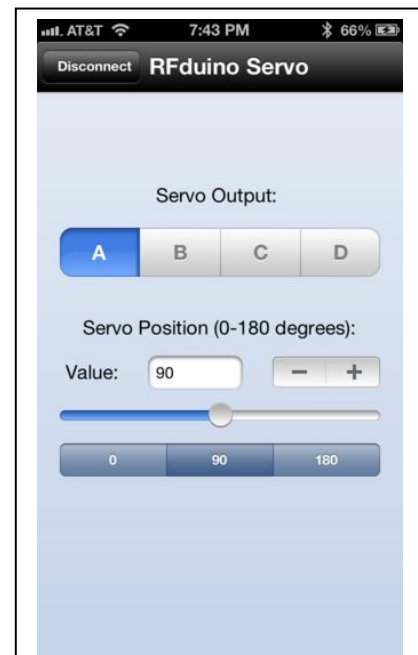 AT&T 7:43 PM 66%
Disconnect RFduino Servo
Servo Output:
A B C D
Servo Position (0-180 degrees):
Value: 90 − +
0 90 180